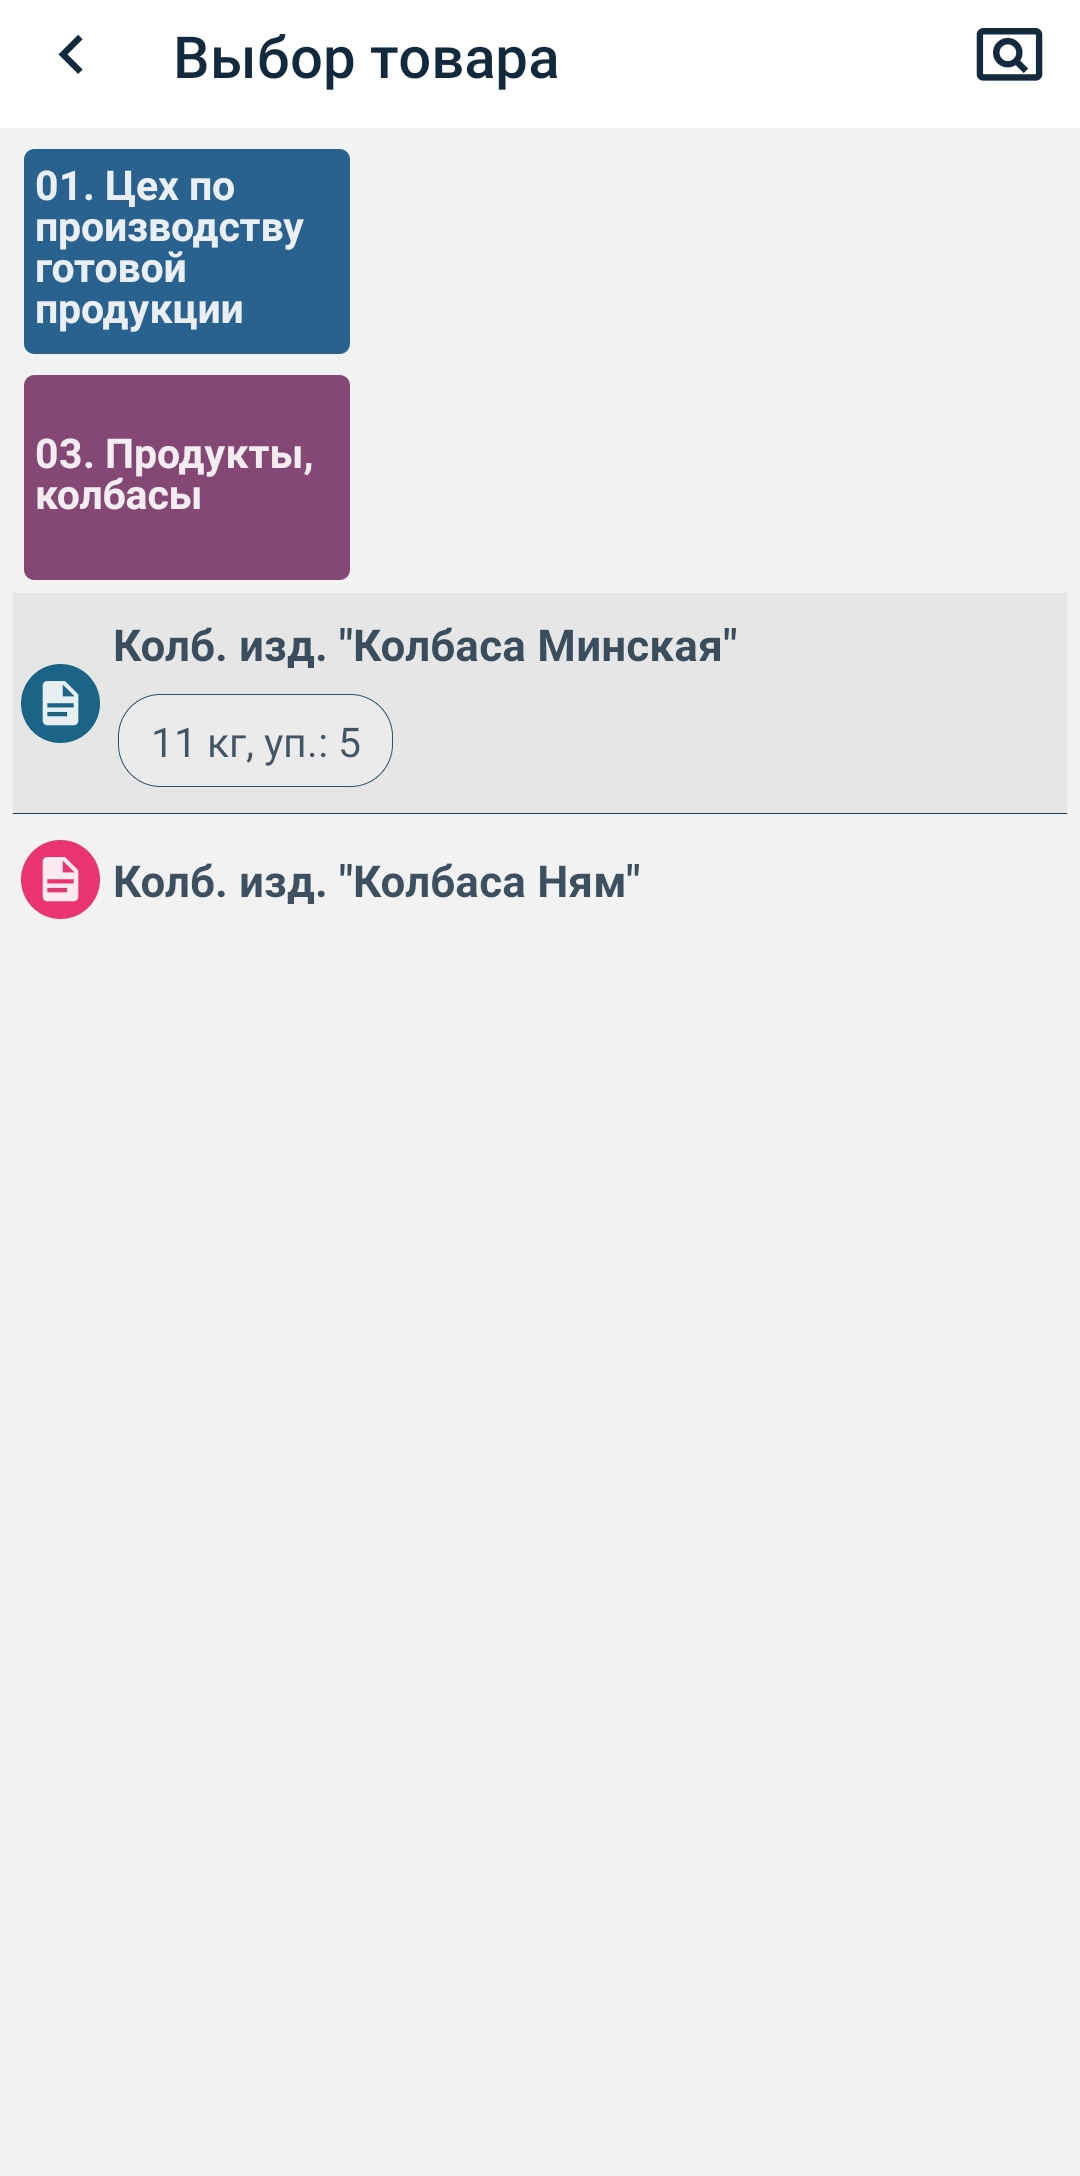 Выбор товара
01. Цех по
производству
готовой
продукции
03. Продукты,
колбасы
Колб. изд. "Колбаса Минская"
11 кг, уп.: 5
Колб. изд. "Колбаса Ням"